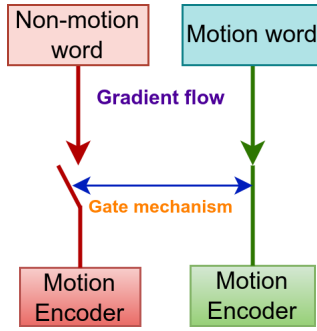 Non-motion
word
Motion word
Gradient flow
Gate mechanism
Motion
Encoder
Motion
Encoder